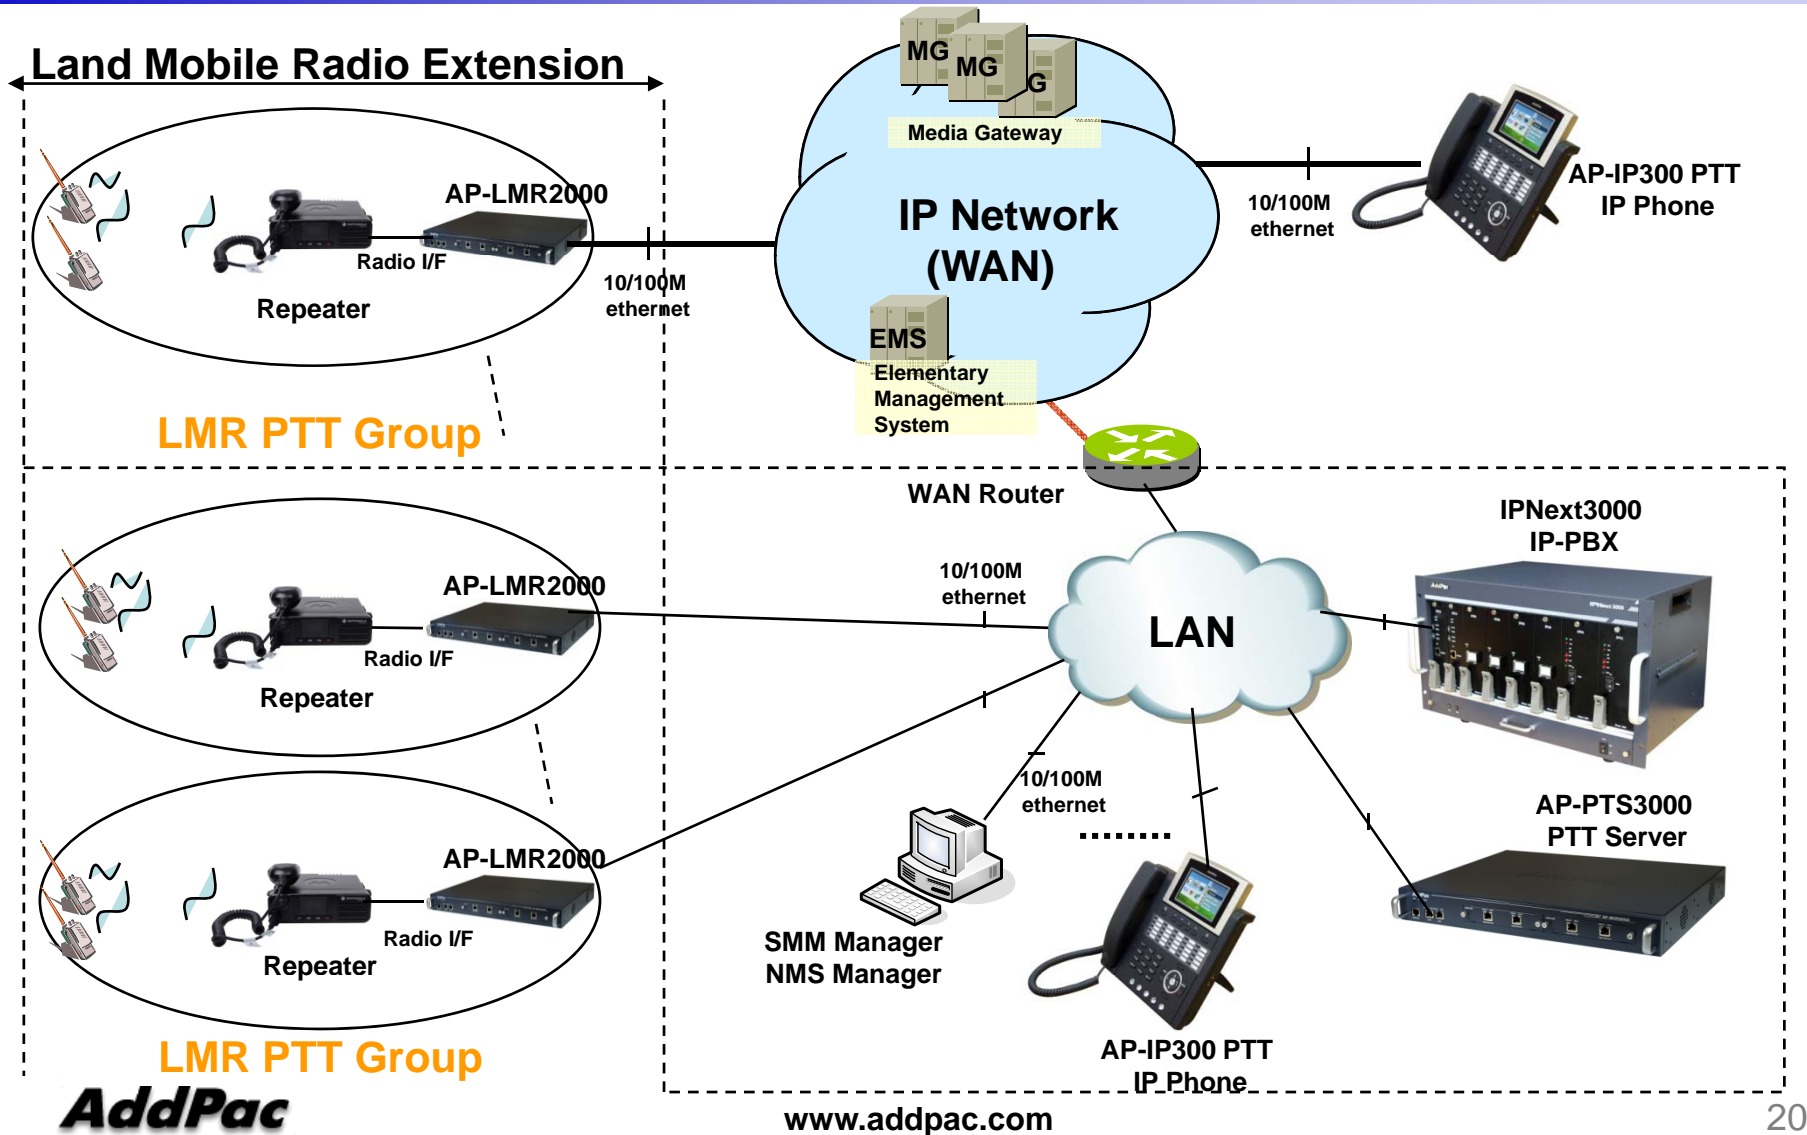 Land Mobile Radio Extension
MG
MG
G
Media Gateway
AP-LMR2000
Radio I/F
Repeater
10/100M
ethernet
IP Network
(WAN)
10/100M
ethernet
AP-IP300 PTT
IP Phone
EMS
Elementary
Management
System
LMR PTT Group
WAN Router
IPNext3000
IP-PBX
AP-LMR2000
Radio I/F
Repeater
10/100M
ethernet
LAN
AddPac
IPNext3000
10/100M
ethernet
AP-PTS3000
PTT Server
AP-LMR2000
Radio I/F
Repeater
SMM Manager
NMS Manager
AP-IP300 PTT
IP Phone
LMR PTT Group
AddPac
www.addpac.com
20